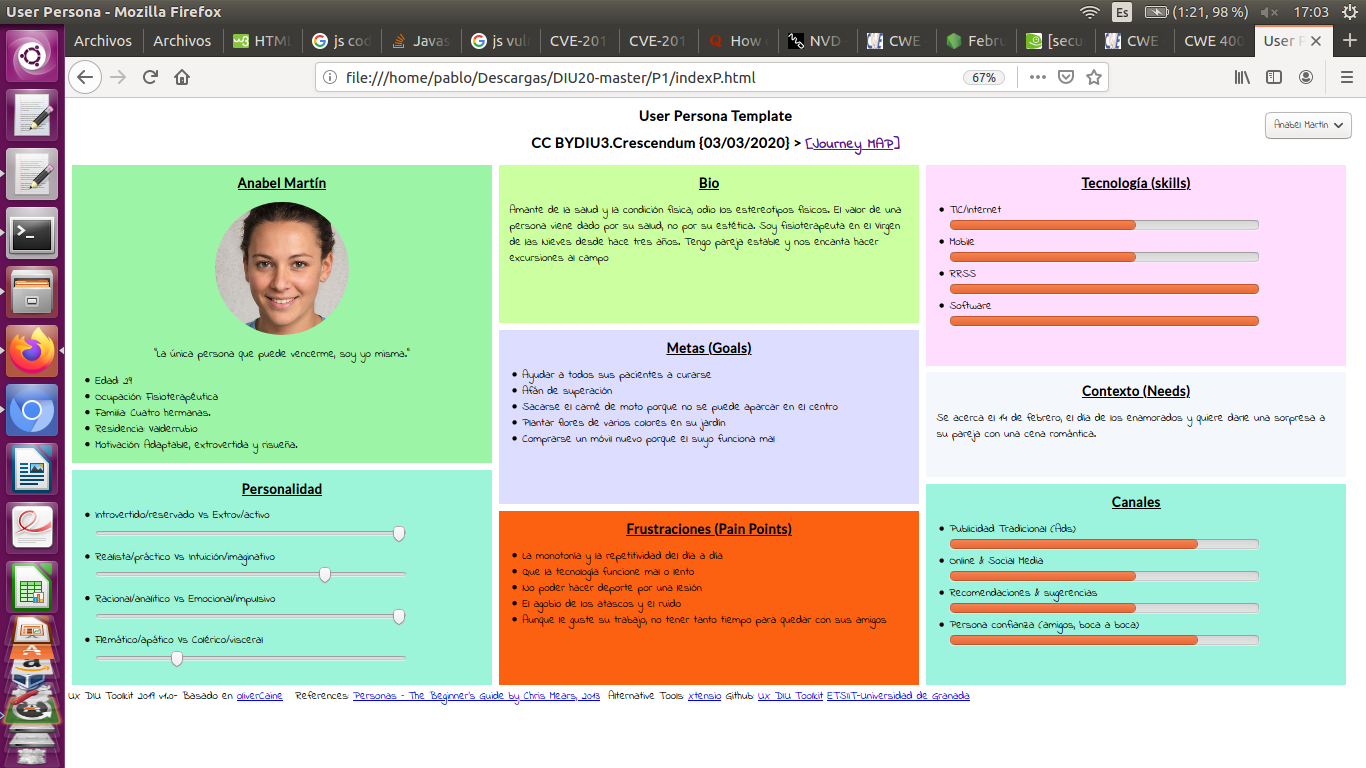 User Persona - Mozilla Firefox
Es
(1:21, 98 %)
17:03
Archivos
Archivos
HTML
js cod
Javas
js vuln
CVE-201
CVE-201
How
NVD
CWE
Febru
[secu
CWE
CWE 400
User P
file:///home/pablo/Descargas/DIU20-master/P1/indexP.html
67%
User Persona Template
CC BYDIU3.Crescendum {03/03/2020} > [Journey MAP]
Anabel Martin
Anabel Martín
"La única persona que puede vencerme, soy yo misma."
Edad: 29
Ocupación: Fisioterapéutica
Familia: Cuatro hermanas.
Residencia: Valderrubio
Motivación: Adaptable, extrovertida y risueña.
Personalidad
Introvertido/reservado Vs Extrov/activo
Realista/práctico Vs Intuición/imaginativo
Racional/analítico Vs Emocional/impulsivo
Flemático/apático Vs Colérico/visceral
Bio
Amante de la salud y la condición física, odio los estereotipos físicos. El valor de una
persona viene dado por su salud, no por su estética. Soy fisioterapeuta en el Virgen
de las Nieves desde hace tres años. Tengo pareja estable y nos encanta hacer
excursiones al campo
Metas (Goals)
Ayudar a todos sus pacientes a curarse
Afán de superación
Sacarse el carné de moto porque no se puede aparcar en el centro
Plantar flores de varios colores en su jardín
Comprarse un móvil nuevo porque el suyo funciona mal
Frustraciones (Pain Points)
La monotonía y la repetitividad del día a día
Que la tecnología funcione mal o lento
No poder hacer deporte por una lesión
El agobio de los atascos y el ruido
Aunque le guste su trabajo, no tener tanto tiempo para quedar con sus amigos
Tecnología (skills)
TIC/Internet
Mobile
RRSS
Software
Contexto (Needs)
Se acerca el 14 de febrero, el día de los enamorados y quiere darle una sorpresa a
su pareja con una cena romántica.
Canales
Publicidad Tradicional (Ads)
Online & Social Media
Recomendaciones & sugerencias
Persona confianza (amigos, boca a boca)
UX DIU Toolkit 2019 v1.0- Basado en oliverCaine References: Personas - The Beginner's Guide by Chris Mears, 2013 Alternative Tools: Xtensio Github: UX DIU Toolkit ETSIIT-Universidad de Granada